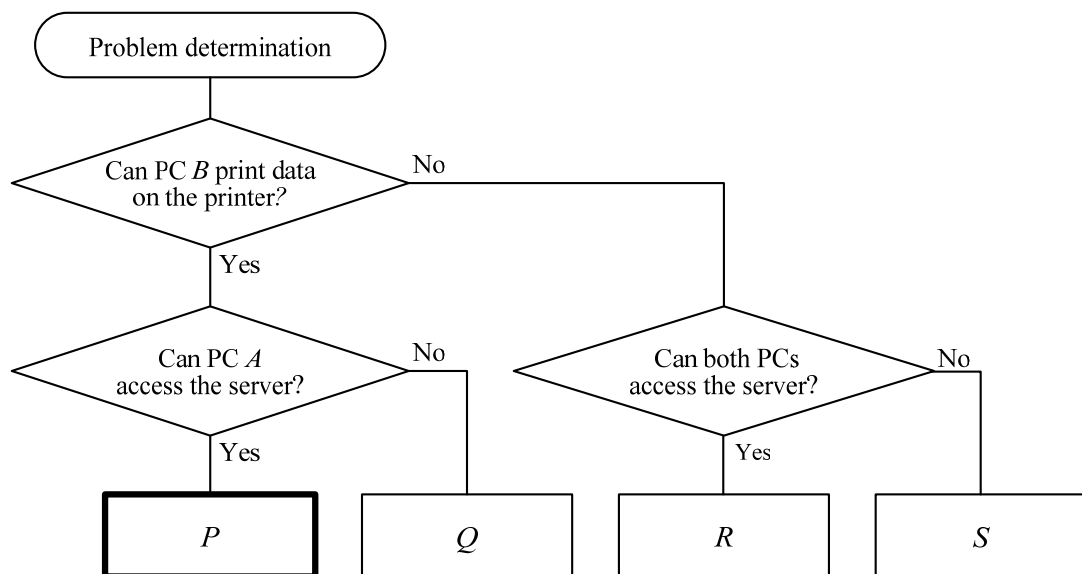 Problem determination
Can PC B print data
on the printer?
No
Yes
Can PC A
access the server?
No
Yes
Can both PCs
access the server?
No
Yes
P
Q
R
S